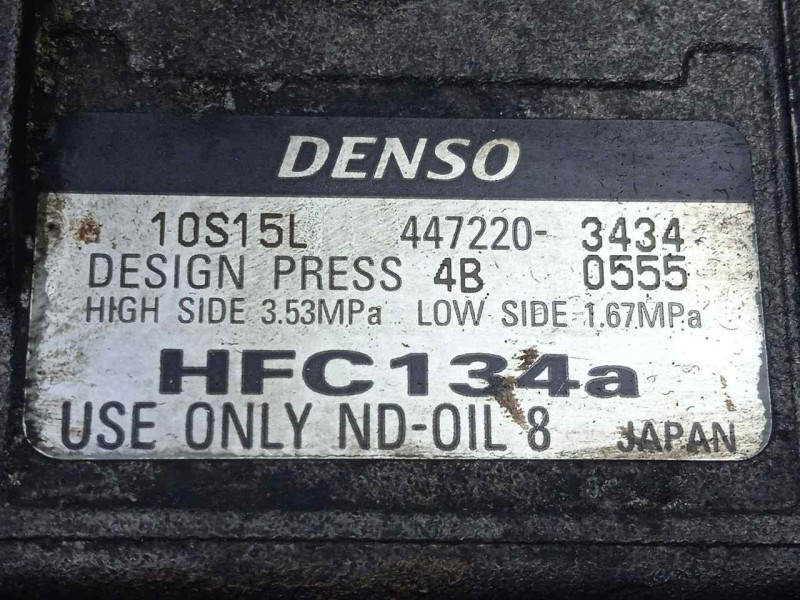 DENSO
10S15L 447220- 3434
DESIGN PRESS 4B 0555
HIGH SIDE 3.53MPa LOW SIDE 1.67MPa
HFC134a
USE ONLY ND-OIL 8 JAPAN